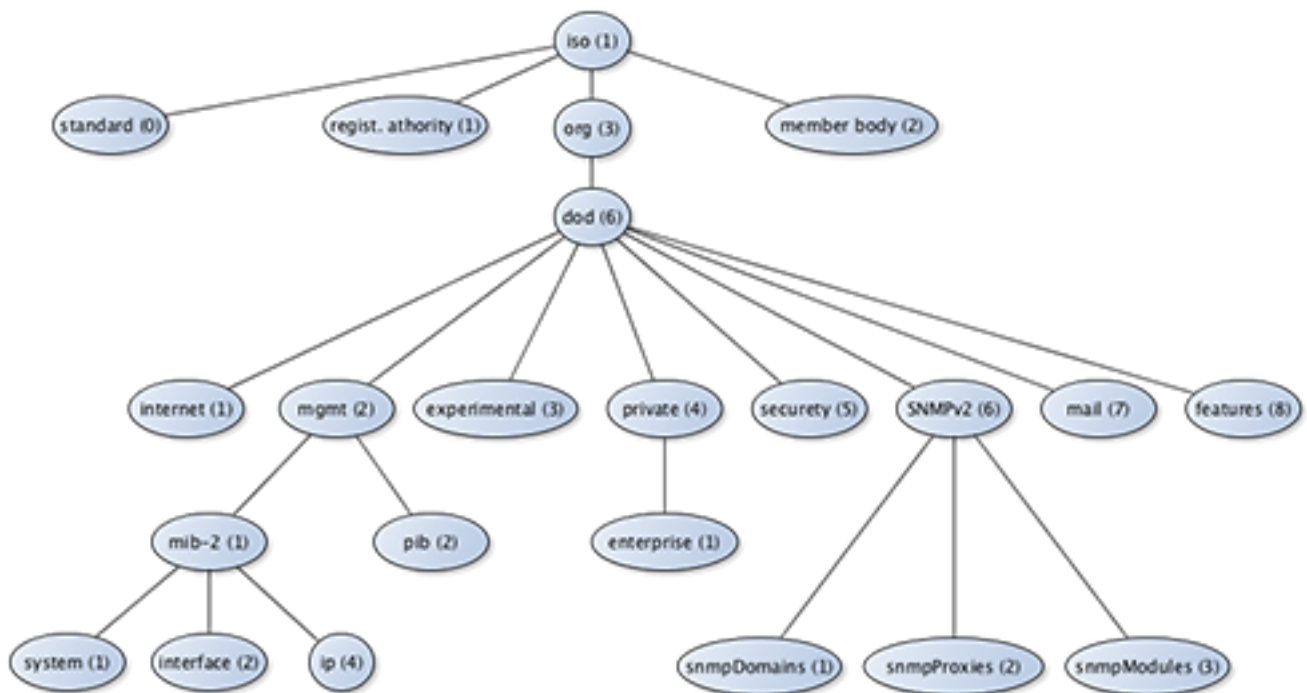 iso (1)
standard (0)
regist. athority (1)
org (3)
member body (2)
dod (6)
internet (1)
mgmt (2)
experimental (3)
private (4)
securety (5)
SNMPv2 (6)
mail (7)
features (8)
mib-2 (1)
pib (2)
enterprise (1)
system (1)
interface (2)
ip (4)
snmpDomains (1)
snmpProxies (2)
snmpModules (3)